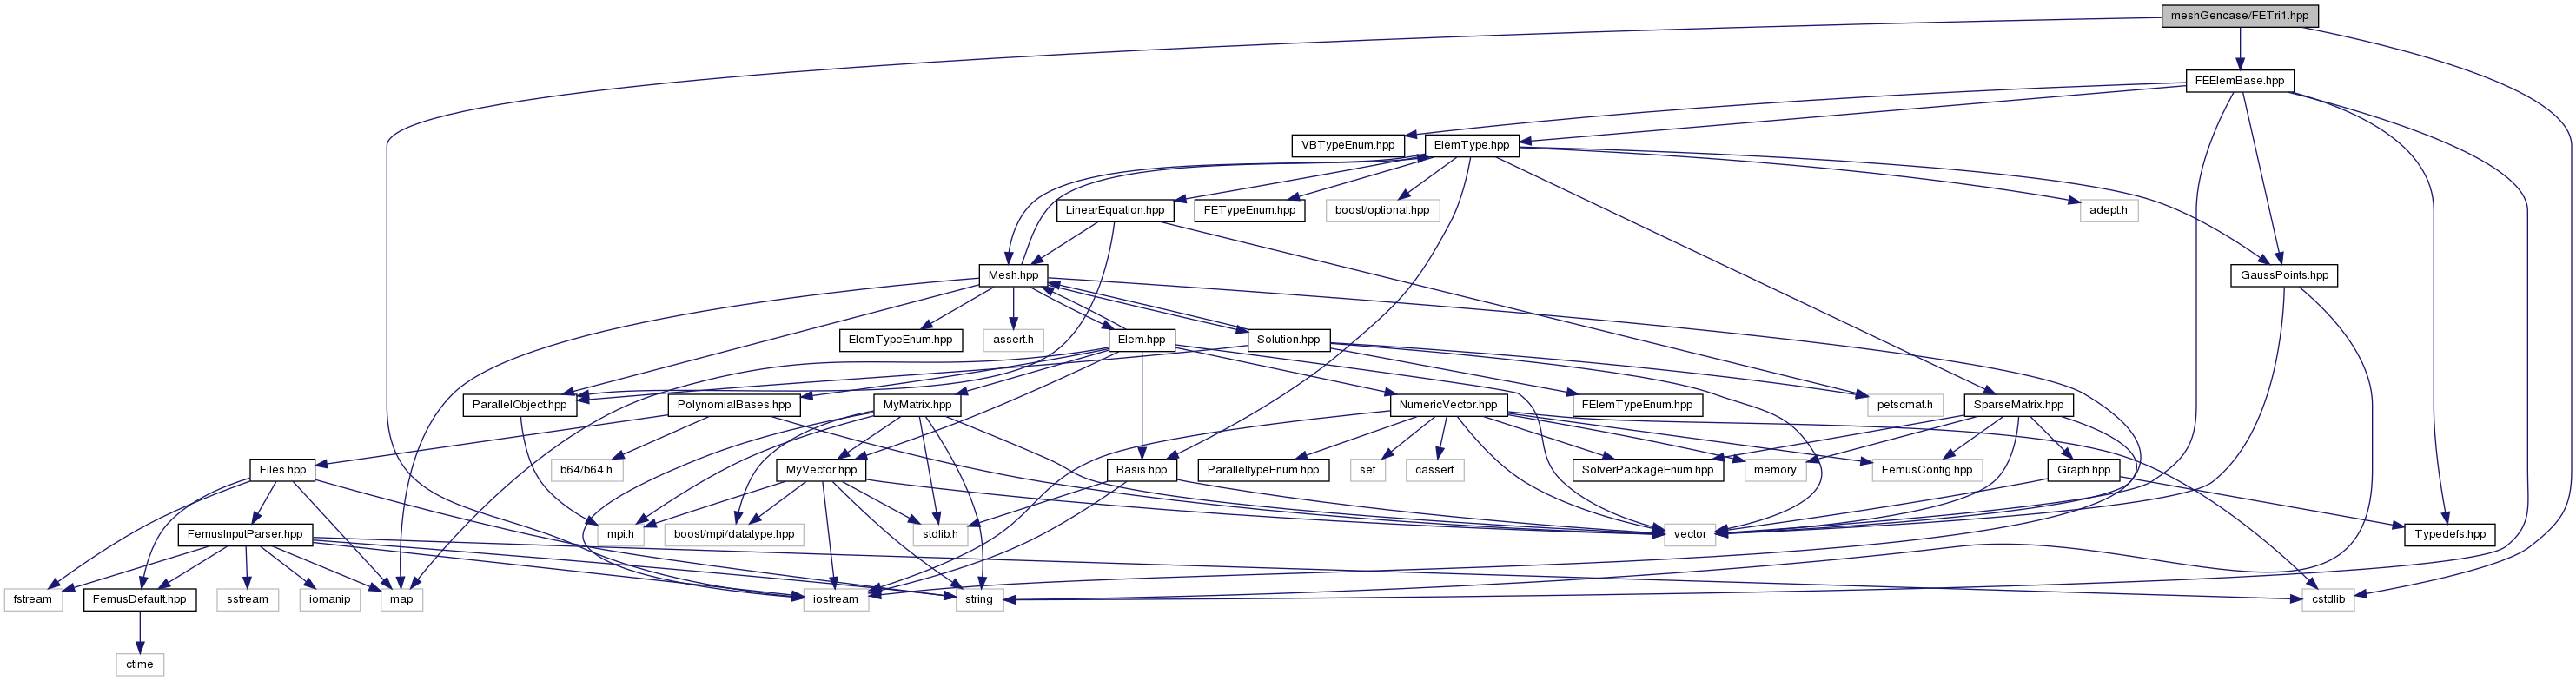 meshGencase/FETri1.hpp
FEElemBase.hpp
VBTypeEnum.hpp
ElemType.hpp
LinearEquation.hpp
FETypeEnum.hpp
boost/optional.hpp
adept.h
Mesh.hpp
GaussPoints.hpp
ElemTypeEnum.hpp
assert.h
Elem.hpp
Solution.hpp
ParallelObject.hpp
PolynomialBases.hpp
MyMatrix.hpp
NumericVector.hpp
FElemTypeEnum.hpp
petscmat.h
SparseMatrix.hpp
Files.hpp
b64/b64.h
MyVector.hpp
Basis.hpp
ParalleltypeEnum.hpp
set
cassert
SolverPackageEnum.hpp
memory
FemusConfig.hpp
Graph.hpp
FemusInputParser.hpp
mpi.h
boost/mpi/datatype.hpp
stdlib.h
vector
Typedefs.hpp
fstream
FemusDefault.hpp
sstream
iomanip
map
iostream
string
cstdlib
ctime